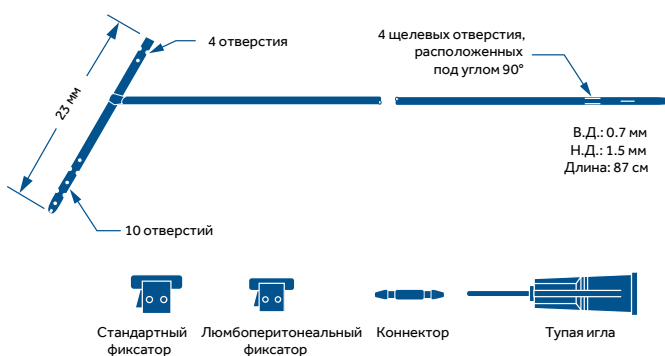 4 отверстия
4 щелевых отверстия,
расположенных
под углом 90°
23 мм
В.Д.: 0.7 мм
Н.Д.: 1.5 мм
Длина: 87 см
10 отверстий
Стандартный
фиксатор
Люмбоперитонеальный
фиксатор
Коннектор
Тупая игла